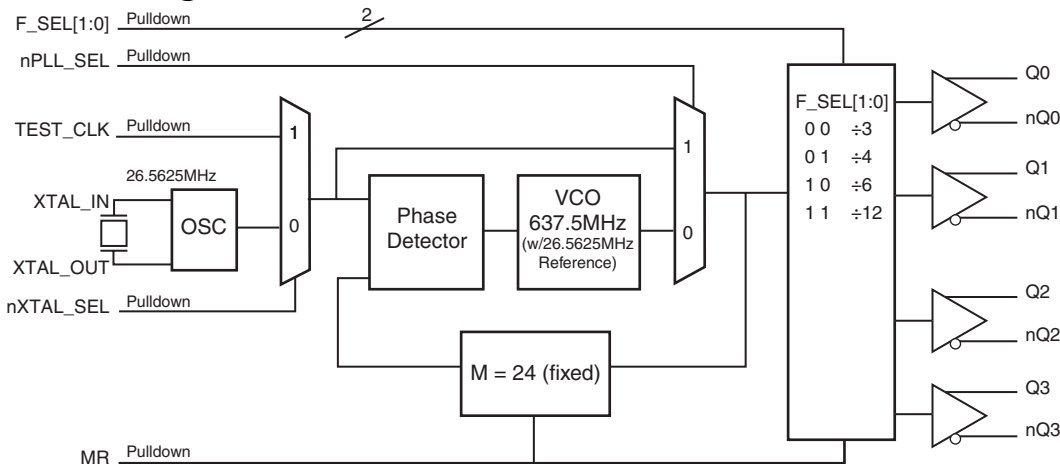 F_SEL[1:0] Pulldown 2
nPLL_SEL Pulldown
TEST_CLK Pulldown
26.5625MHz
XTAL_IN
OSC
XTAL_OUT
nXTAL_SEL Pulldown
1
0
Phase
Detector
VCO
637.5MHz
(w/26.5625MHz
Reference)
1
0
M = 24 (fixed)
MR Pulldown
F_SEL[1:0]
0 0 ÷3
0 1 ÷4
1 0 ÷6
1 1 ÷12
Q0
nQ0
Q1
nQ1
Q2
nQ2
Q3
nQ3